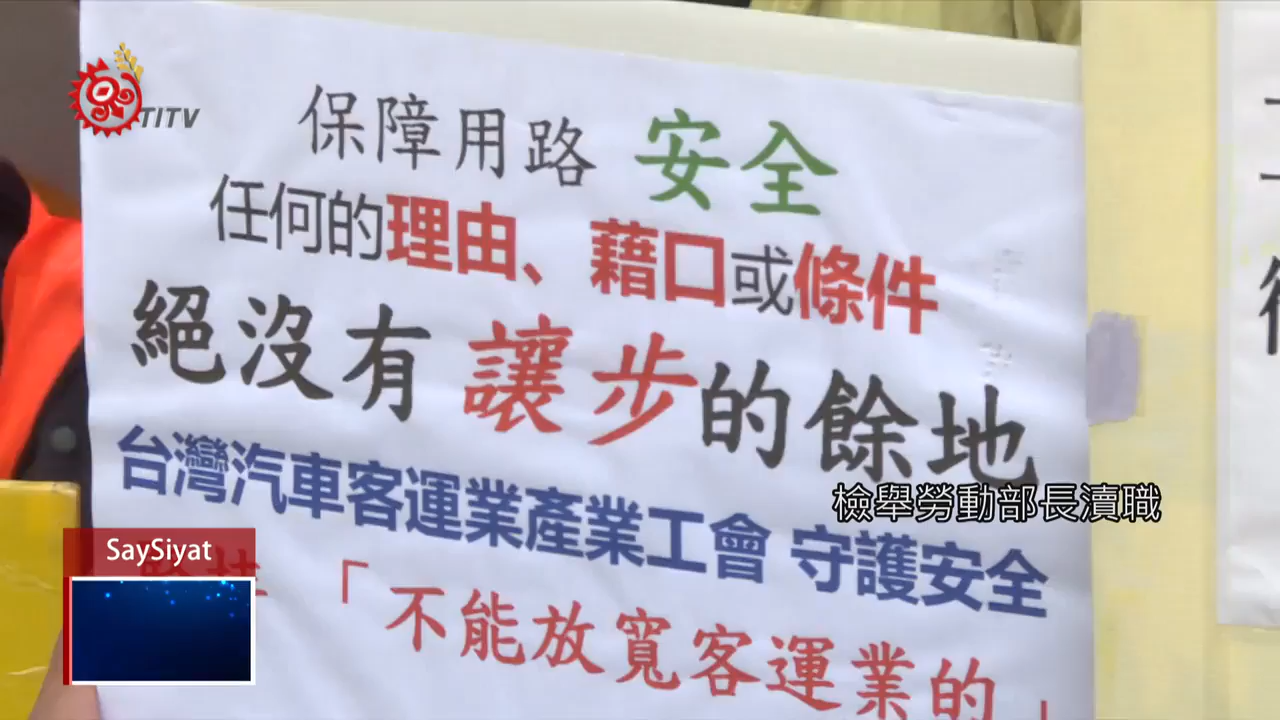 TITV
保障用路 安全
任何的理由、藉口或條件
絕沒有讓步的餘地
台灣汽車客運業產業工會 守護安全
檢舉勞動部長瀆職
SaySiyat
「不能放寬客運業的」